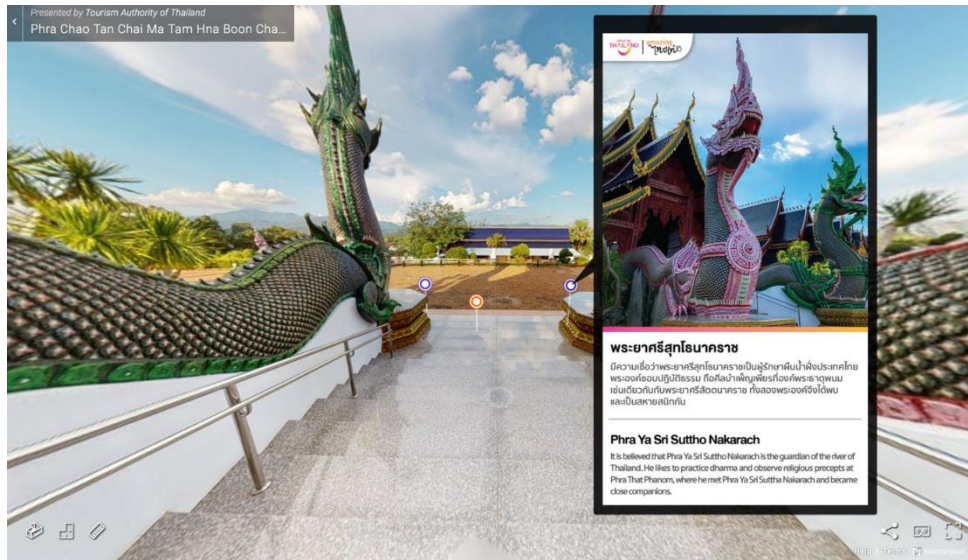 Presented by Tourism Authority of Thailand
Phra Chao Tan Chai Ma Tam Hna Boon Cha...
พระยาศรีสุทโธนาคราช
มีความเชื่อว่าพระยาศรีสุทโธนาคราชเป็นผู้รักษาผืนน้ำฝั่งประเทศไทย
พระองค์ชอบปฏิบัติธรรม ถือศีลบำเพ็ญเพียรที่องค์พระธาตุพนม
เช่นเดียวกันกับพระยาศรีสัตตนาคราช ทั้งสองพระองค์จึงได้พบ
และเป็นสหายสนิทกัน
Phra Ya Sri Suttho Nakarach
It is believed that Phra Ya Sri Suttho Nakarach is the guardian of the river of
Thailand. He likes to practice dharma and observe religious precepts at
Phra That Phanom, where he met Phra Ya Sri Suttha Nakarach and became
close companions.
Help Terms matterport